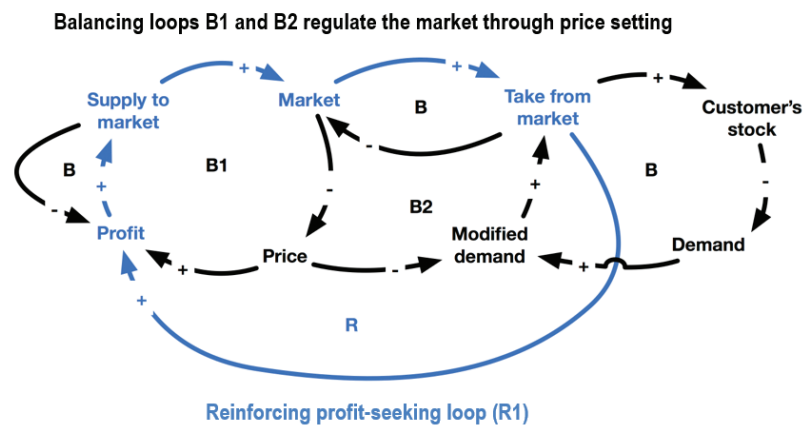 Balancing loops B1 and B2 regulate the market through price setting
+
+
+
Supply to
market
Market
B
Take from
market
Customer's
stock
-
B
B1
-
B
-
+
+
-
B2
-
Profit
Price
Modified
demand
Demand
+
-
+
+
R
Reinforcing profit-seeking loop (R1)